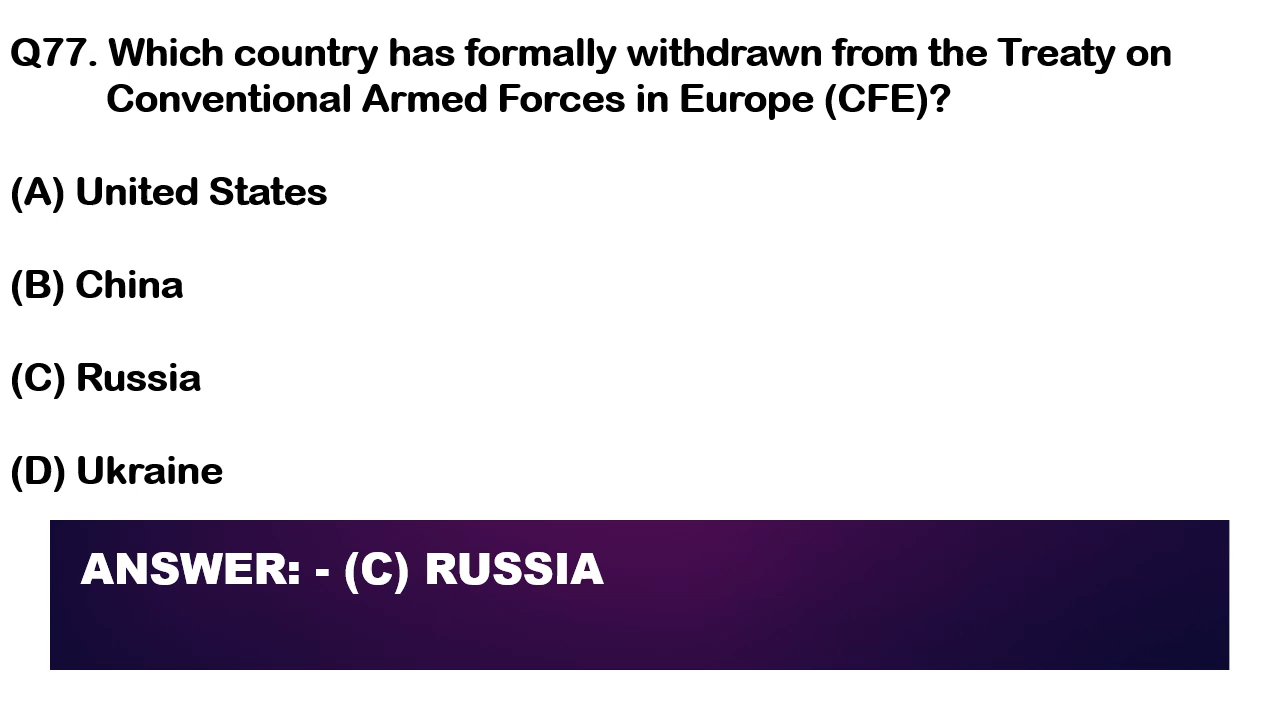 Q77. Which country has formally withdrawn from the Treaty on
Conventional Armed Forces in Europe (CFE)?
(A) United States
(B) China
(C) Russia
(D) Ukraine
ANSWER: - (C) RUSSIA